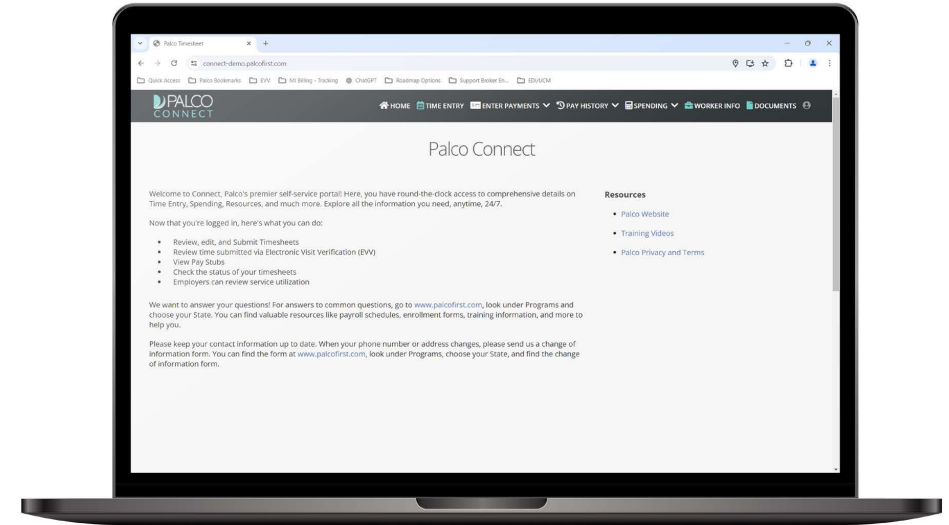 Palco Timesheet
connect-demo.palcofirst.com
Quick Access Palco Bookmarks EVV MI Billing - Tracking ChatGPT Roadmap Options Support Broker En... EDI/UCM
PALCO
CONNECT
HOME TIME ENTRY ENTER PAYMENTS PAY HISTORY SPENDING WORKER INFO DOCUMENTS
Palco Connect
Welcome to Connect, Palco's premier self-service portal! Here, you have round-the-clock access to comprehensive details on
Time Entry, Spending, Resources, and much more. Explore all the information you need, anytime, 24/7.
Now that you're logged in, here's what you can do:
• Review, edit, and Submit Timesheets
• Review time submitted via Electronic Visit Verification (EVV)
• View Pay Stubs
• Check the status of your timesheets
• Employers can review service utilization
We want to answer your questions! For answers to common questions, go to www.palcofirst.com, look under Programs and
choose your State. You can find valuable resources like payroll schedules, enrollment forms, training information, and more to
help you.
Please keep your contact information up to date. When your phone number or address changes, please send us a change of
information form. You can find the form at www.palcofirst.com, look under Programs, choose your State, and find the change
of information form.
Resources
• Palco Website
• Training Videos
• Palco Privacy and Terms